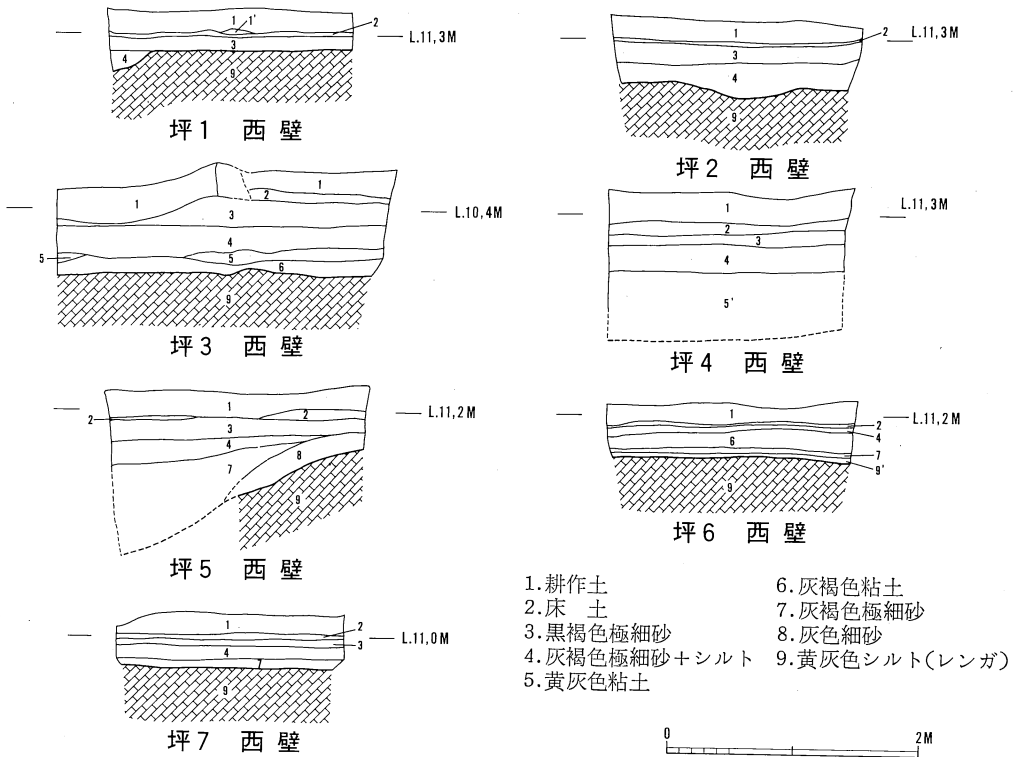 1 1' 2
3
4
9
L.11,3M
坪1 西壁
1
2
3
4
9
L.11,3M
坪2 西壁
1
1
2
3
4
5
5
6
9
L.10,4M
坪3 西壁
1
2
3
4
5'
L.11,3M
坪4 西壁
1
2
2
3
4
7
8
9
L.11,2M
坪5 西壁
1
2
4
6
7
9'
9
L.11,2M
坪6 西壁
1
2
3
4
7
9
L.11,0M
坪7 西壁
1.耕作土
2.床 土
3.黒褐色極細砂
4.灰褐色極細砂+シルト
5.黄灰色粘土
6.灰褐色粘土
7.灰褐色極細砂
8.灰色細砂
9.黄灰色シルト(レンガ)
0 2M